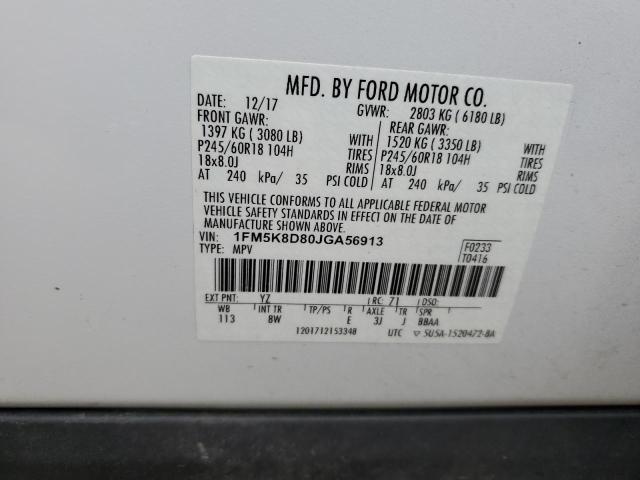 MFD. BY FORD MOTOR CO.
DATE: 12/17 GVWR: 2803 KG ( 6180 LB)
FRONT GAWR: REAR GAWR:
1397 KG ( 3080 LB) WITH 1520 KG ( 3350 LB) WITH
P245/60R18 104H TIRES P245/60R18 104H TIRES
18x8.0J RIMS 18x8.0J RIMS
AT 240 kPa/ 35 PSI COLD AT 240 kPa/ 35 PSI COLD
THIS VEHICLE CONFORMS TO ALL APPLICABLE FEDERAL MOTOR
VEHICLE SAFETY STANDARDS IN EFFECT ON THE DATE OF
MANUFACTURE SHOWN ABOVE.
VIN: 1FM5K8D80JGA56913 F0233
TYPE: MPV T0416
EXT PNT: YZ RC: 71 DSO:
WB INT TR TP/PS R AXLE TR SPR
113 8W E 3J J BBAA
1201712153348 UTC ▽ 5U5A-1520472-BA